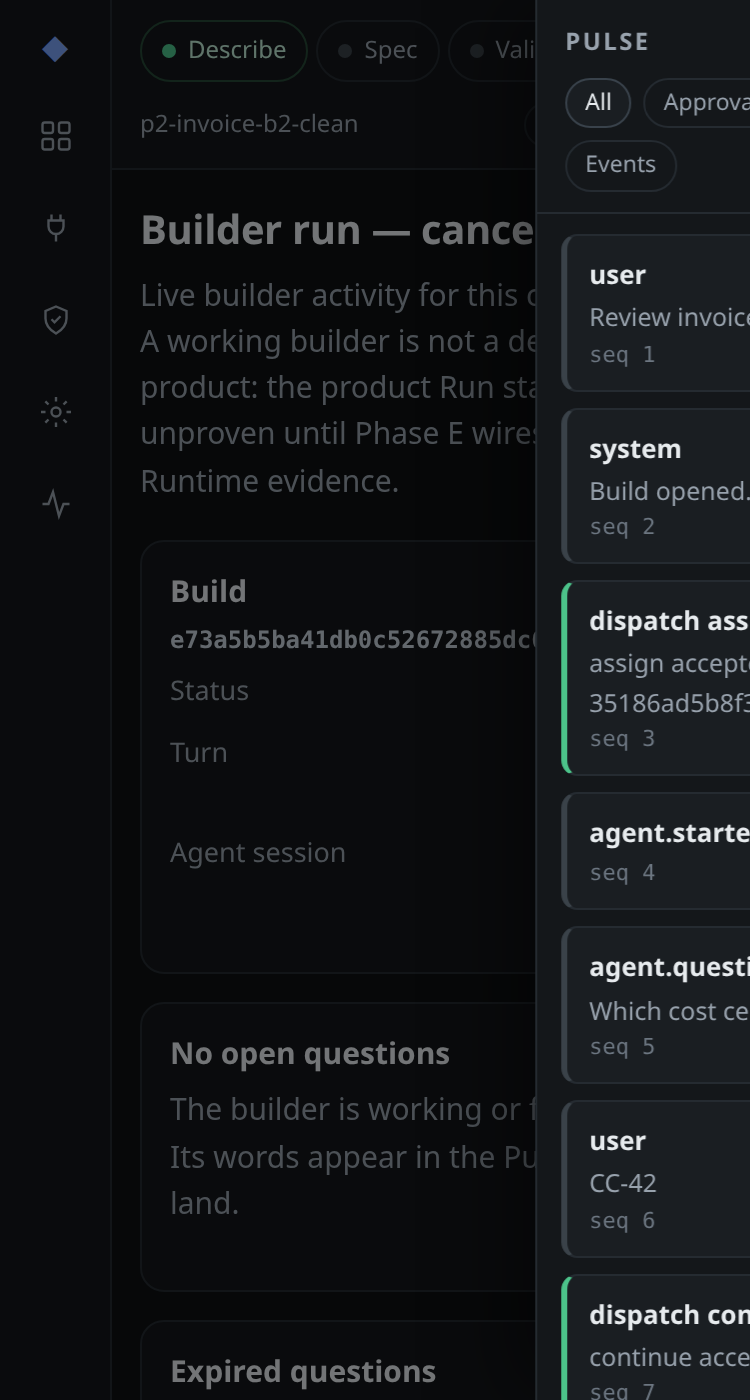 Describe
Spec
Vali
p2-invoice-b2-clean
Builder run — cance
Live builder activity for this
A working builder is not a de
product: the product Run sta
unproven until Phase E wires
Runtime evidence.
Build
e73a5b5ba41db0c52672885dc
Status
Turn
Agent session
No open questions
The builder is working or
Its words appear in the Pu
land.
Expired questions
PULSE
All
Approva
Events
user
Review invoice
seq 1
system
Build opened.
seq 2
dispatch ass
assign accept
35186ad5b8f3
seq 3
agent.starte
seq 4
agent.questi
Which cost ce
seq 5
user
CC-42
seq 6
dispatch con
continue acce
seq 7